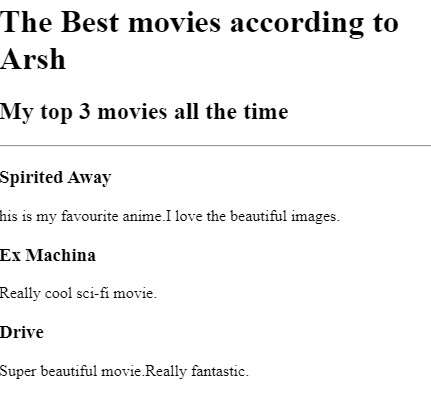 The Best movies according to
Arsh
My top 3 movies all the time
Spirited Away
his is my favourite anime.I love the beautiful images.
Ex Machina
Really cool sci-fi movie.
Drive
Super beautiful movie.Really fantastic.